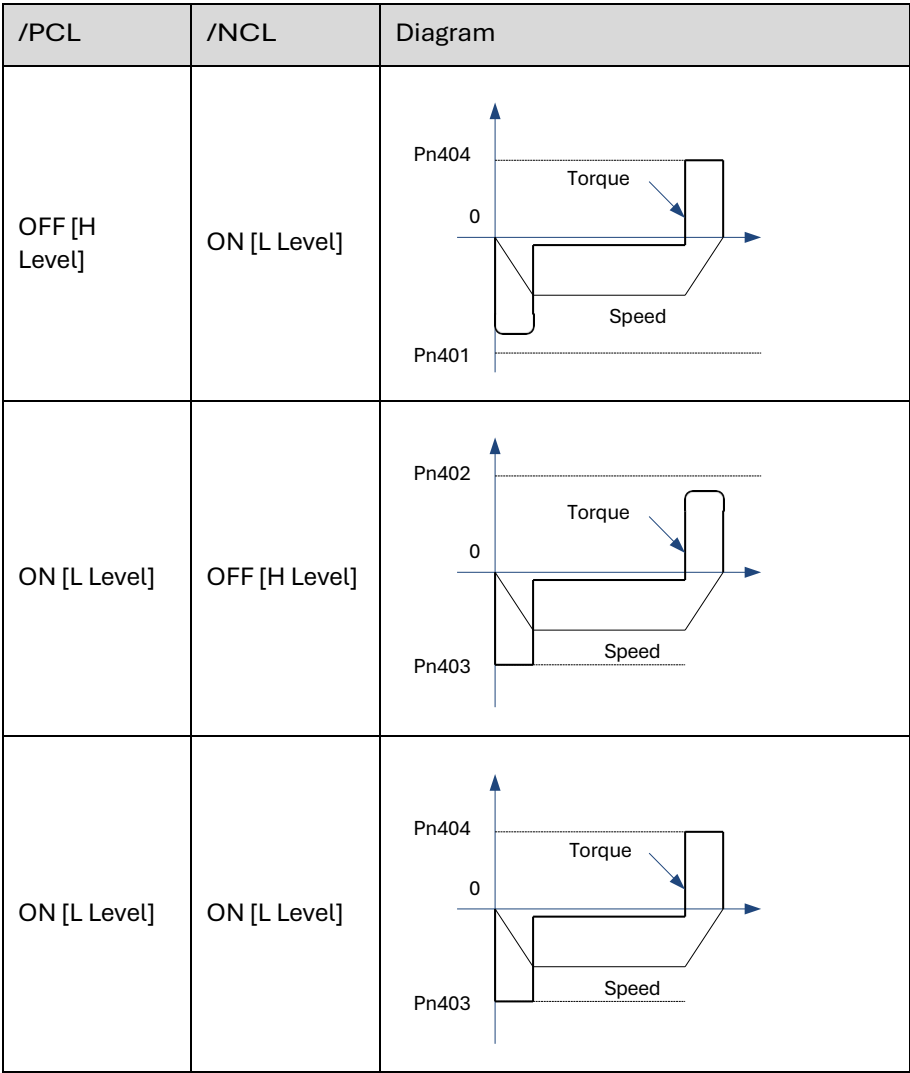 /PCL
/NCL
Diagram
OFF [H
Level]
ON [L Level]
Pn404
Torque
0
Speed
Pn401
ON [L Level]
OFF [H Level]
Pn402
Torque
0
Speed
Pn403
ON [L Level]
ON [L Level]
Pn404
Torque
0
Speed
Pn403